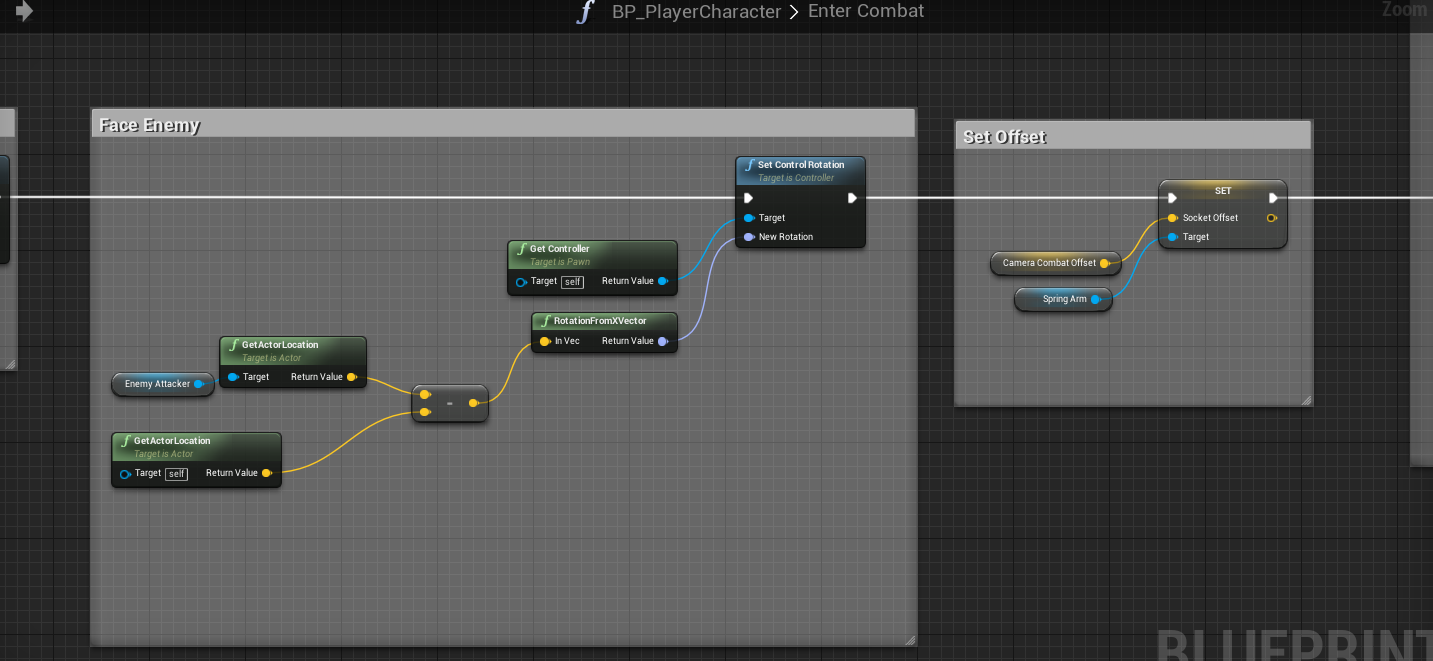 f BP_PlayerCharacter > Enter Combat
Zoom
Face Enemy
f Set Control Rotation
Target is Controller
Target
New Rotation
f Get Controller
Target is Pawn
Target self Return Value
f RotationFromXVector
In Vec Return Value
f GetActorLocation
Target is Actor
Target Return Value
Enemy Attacker
-
f GetActorLocation
Target is Actor
Target self Return Value
Set Offset
SET
Socket Offset
Target
Camera Combat Offset
Spring Arm
BLUEPRINT